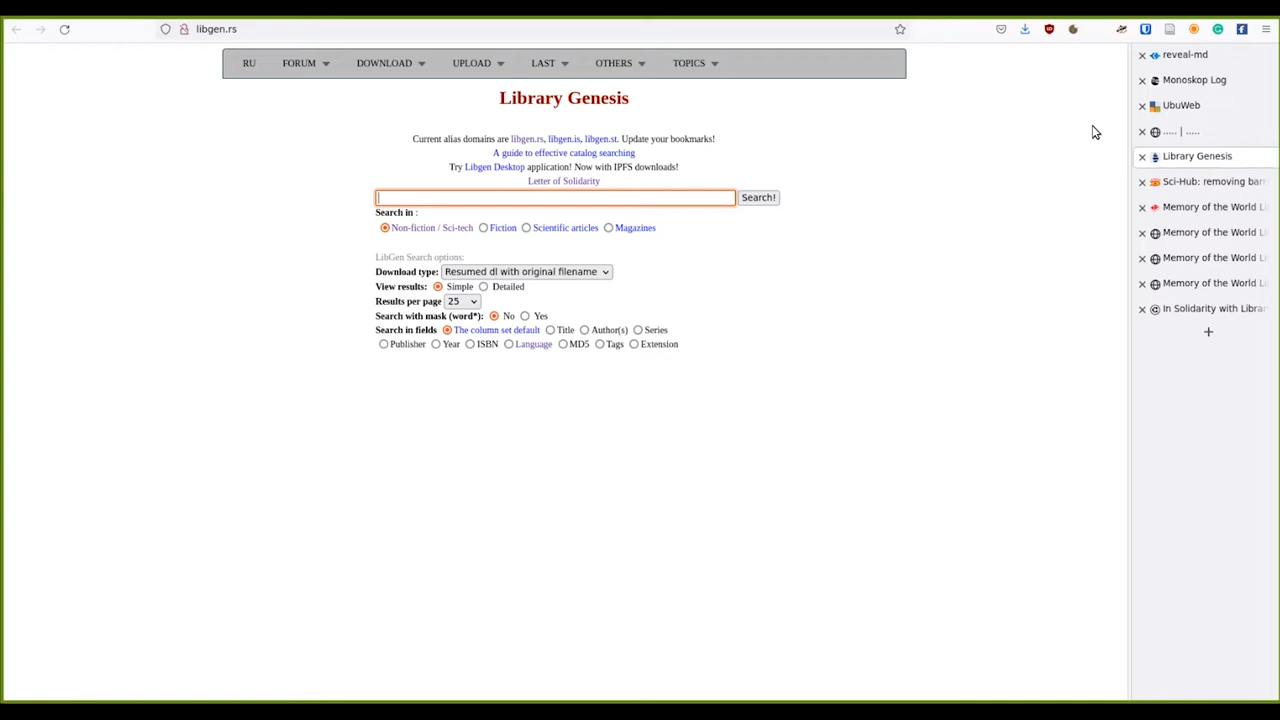 libgen.rs
RU FORUM DOWNLOAD UPLOAD LAST OTHERS TOPICS
Library Genesis
Current alias domains are libgen.rs, libgen.is, libgen.st. Update your bookmarks!
A guide to effective catalog searching
Try Libgen Desktop application! Now with IPFS downloads!
Letter of Solidarity
Search!
Search in :
Non-fiction / Sci-tech Fiction Scientific articles Magazines
LibGen Search options:
Download type: Resumed dl with original filename
View results: Simple Detailed
Results per page 25
Search with mask (word*): No Yes
Search in fields The column set default Title Author(s) Series
Publisher Year ISBN Language MD5 Tags Extension
reveal-md
Monoskop Log
UbuWeb
..... | .....
Library Genesis
Sci-Hub: removing barr
Memory of the World Li
Memory of the World Li
Memory of the World Li
Memory of the World Li
In Solidarity with Librar